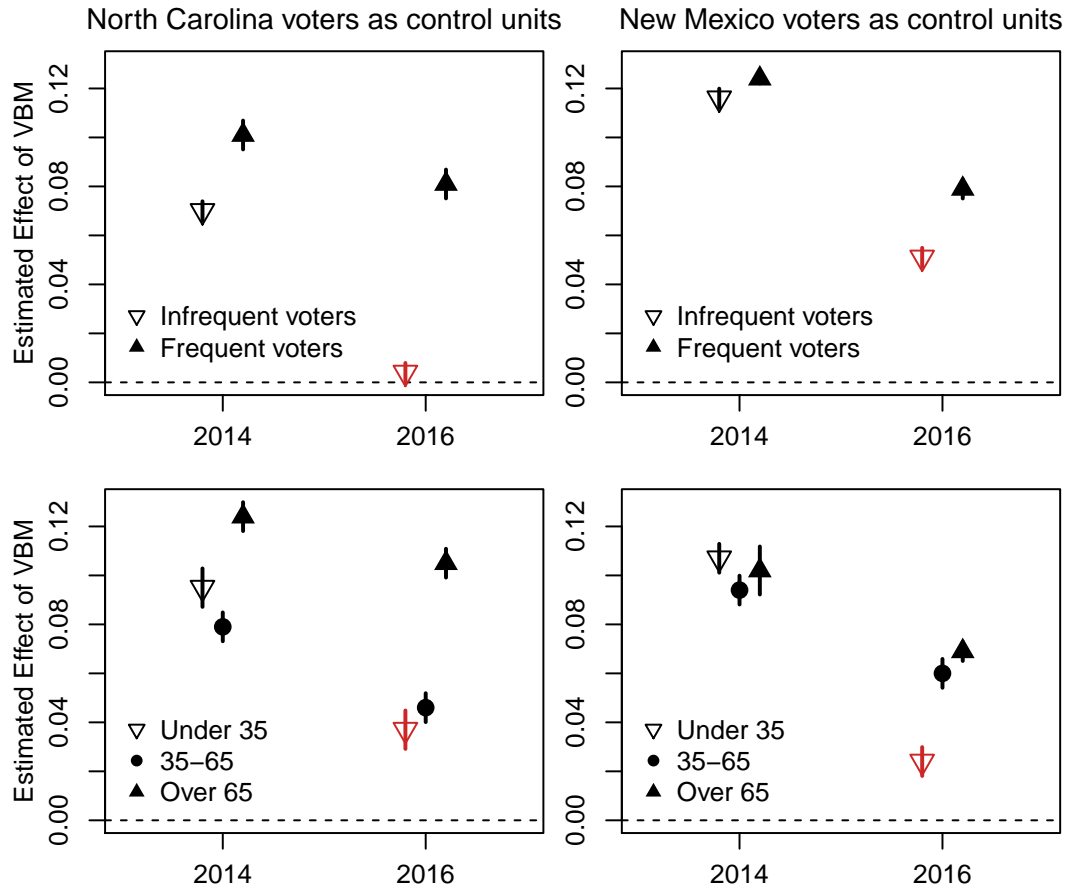 North Carolina voters as control units
New Mexico voters as control units
Estimated Effect of VBM
0.00 0.04 0.08 0.12
Infrequent voters
Frequent voters
2014 2016
0.00 0.04 0.08 0.12
Infrequent voters
Frequent voters
2014 2016
Estimated Effect of VBM
0.00 0.04 0.08 0.12
Under 35
35−65
Over 65
2014 2016
0.00 0.04 0.08 0.12
Under 35
35−65
Over 65
2014 2016